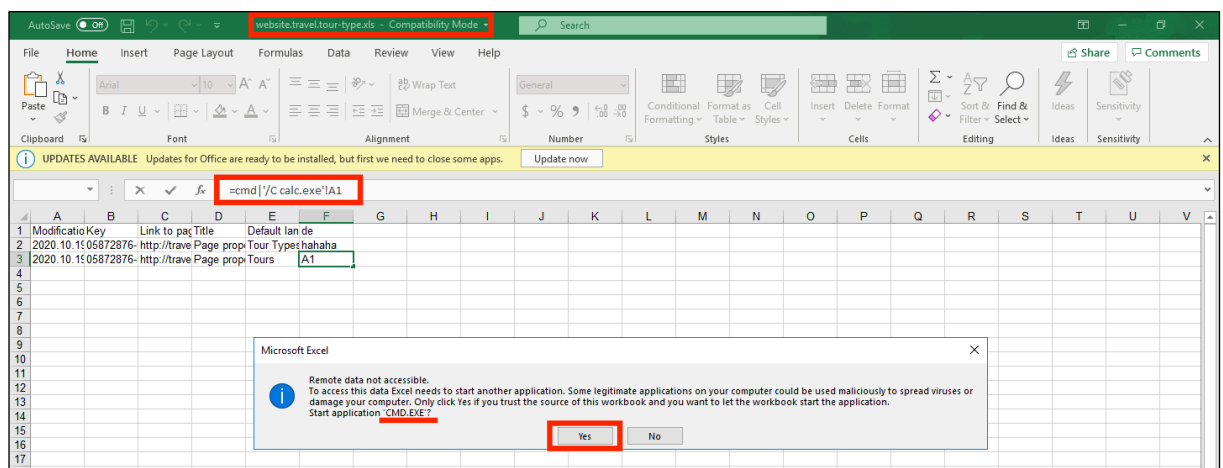 AutoSave Off website.travel.tour-type.xls - Compatibility Mode Search
File Home Insert Page Layout Formulas Data Review View Help Share Comments
Paste
Arial 10 A^ A˅
B I U A
Wrap Text
Merge & Center
General
$ % 9
Conditional Formatting
Format as Table
Cell Styles
Insert Delete Format
Sort & Filter
Find & Select
Ideas
Sensitivity
Clipboard Font Alignment Number Styles Cells Editing Ideas Sensitivity
UPDATES AVAILABLE Updates for Office are ready to be installed, but first we need to close some apps. Update now
fx =cmd|'/C calc.exe'!A1
A B C D E F G H I J K L M N O P Q R S T U V
1 Modificatio Key Link to pag Title Default lan de
2 2020.10.19 05872876- http://trave Page prop Tour Types hahaha
3 2020.10.19 05872876- http://trave Page prop Tours A1
4
5
6
7
8
9
10
11
12
13
14
15
16
17
Microsoft Excel
Remote data not accessible.
To access this data Excel needs to start another application. Some legitimate applications on your computer could be used maliciously to spread viruses or
damage your computer. Only click Yes if you trust the source of this workbook and you want to let the workbook start the application.
Start application 'CMD.EXE'?
Yes No